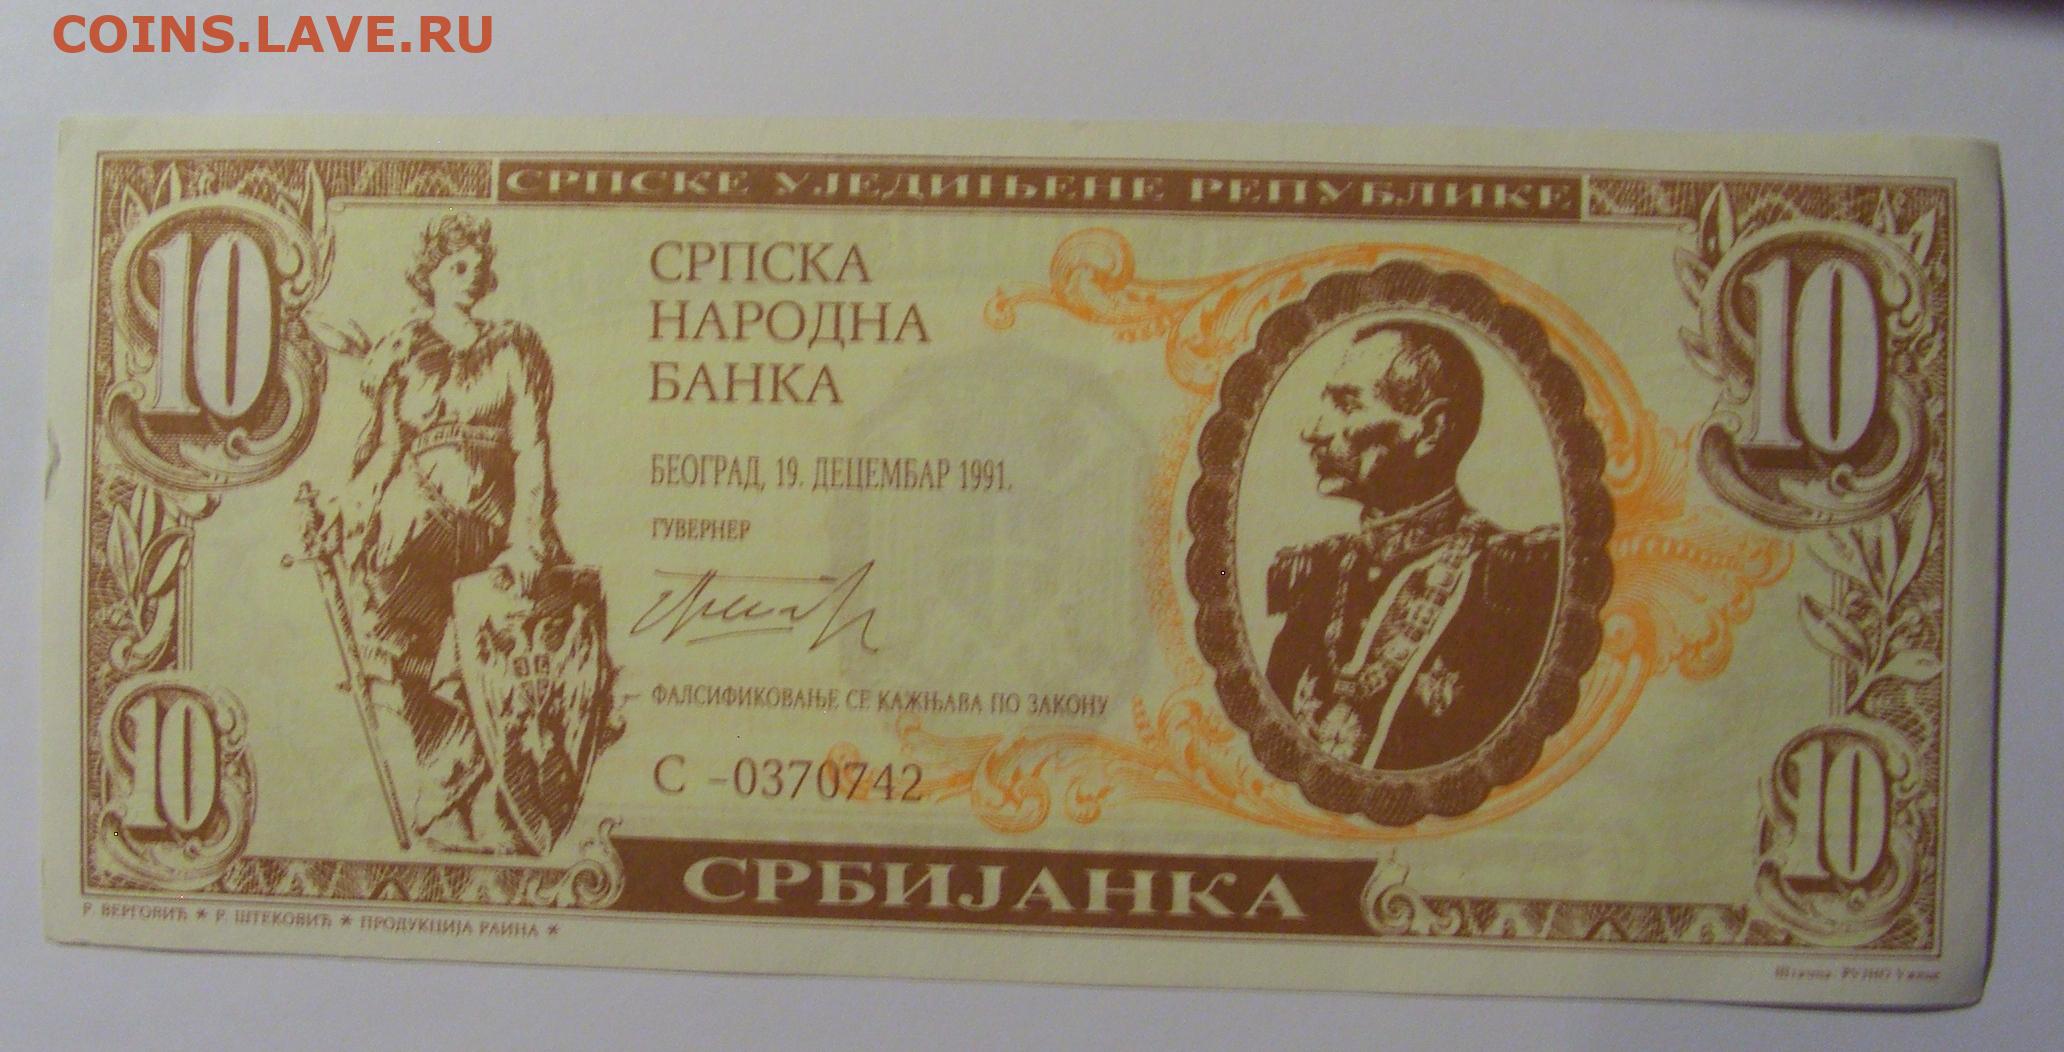 COINS.LAVE.RU
СРПСКЕ УЈЕДИЊЕНЕ РЕПУБЛИКЕ
10
10
СРПСКА
НАРОДНА
БАНКА
БЕОГРАД, 19. ДЕЦЕМБАР 1991.
ГУВЕРНЕР
ФАЛСИФИКОВАЊЕ СЕ КАЖЊАВА ПО ЗАКОНУ
С -0370742
10
10
СРБИЈАНКА
Р. ВЕРГОВИЋ * Р. ШТЕКОВИЋ * ПРОДУКЦИЈА РАИНА *